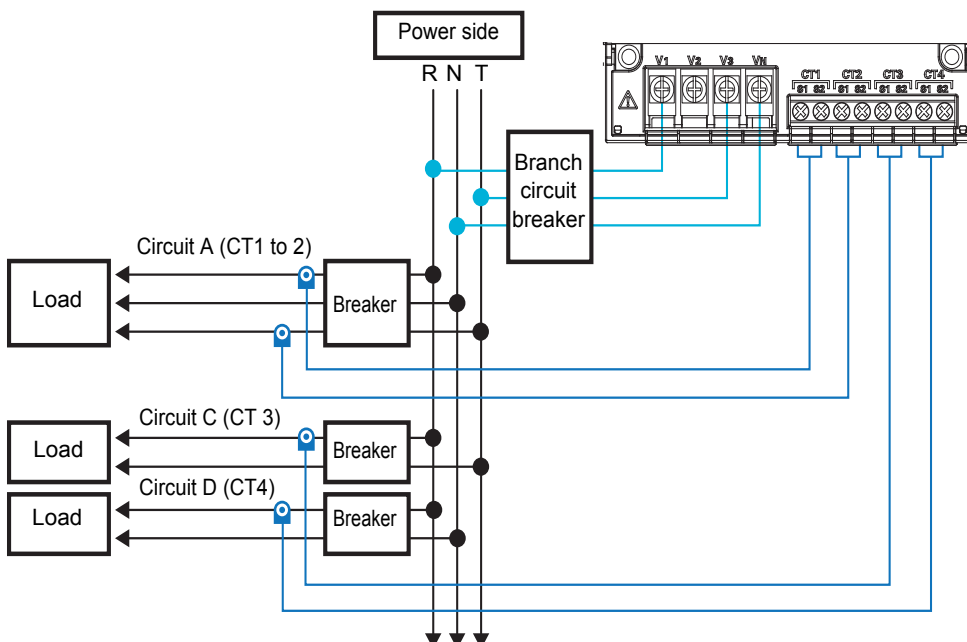 Power side
R N T
V1 V2 V3 VN
CT1 CT2 CT3 CT4
S1 S2 S1 S2 S1 S2 S1 S2
Branch
circuit
breaker
Circuit A (CT1 to 2)
Load
Breaker
Circuit C (CT 3)
Load
Breaker
Circuit D (CT4)
Load
Breaker